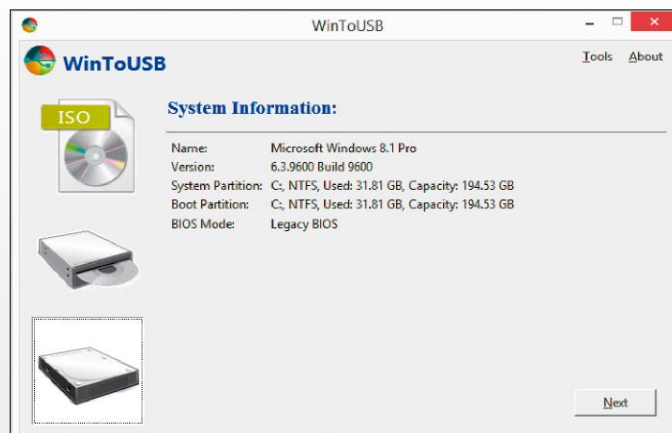 WinToUSB
WinToUSB
Tools About
ISO
System Information:
Name: Microsoft Windows 8.1 Pro
Version: 6.3.9600 Build 9600
System Partition: C:, NTFS, Used: 31.81 GB, Capacity: 194.53 GB
Boot Partition: C:, NTFS, Used: 31.81 GB, Capacity: 194.53 GB
BIOS Mode: Legacy BIOS
Next